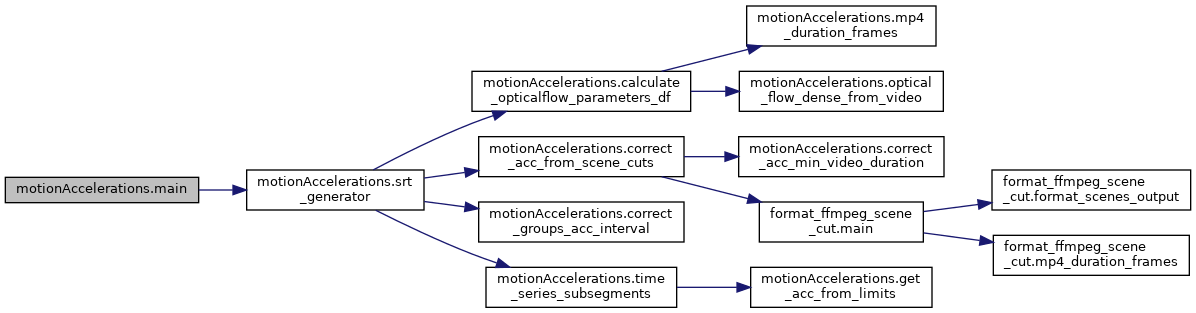 motionAccelerations.main
motionAccelerations.srt
_generator
motionAccelerations.calculate
_opticalflow_parameters_df
motionAccelerations.mp4
_duration_frames
motionAccelerations.optical
_flow_dense_from_video
motionAccelerations.correct
_acc_from_scene_cuts
motionAccelerations.correct
_acc_min_video_duration
format_ffmpeg_scene
_cut.main
format_ffmpeg_scene
_cut.format_scenes_output
format_ffmpeg_scene
_cut.mp4_duration_frames
motionAccelerations.correct
_groups_acc_interval
motionAccelerations.time
_series_subsegments
motionAccelerations.get
_acc_from_limits